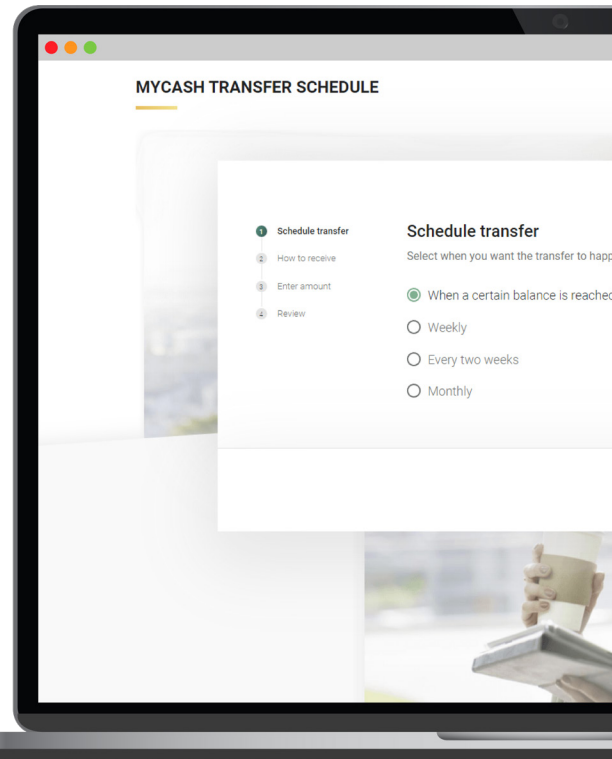 MYCASH TRANSFER SCHEDULE
1 Schedule transfer
2 How to receive
3 Enter amount
4 Review
Schedule transfer
Select when you want the transfer to happ
When a certain balance is reached
Weekly
Every two weeks
Monthly